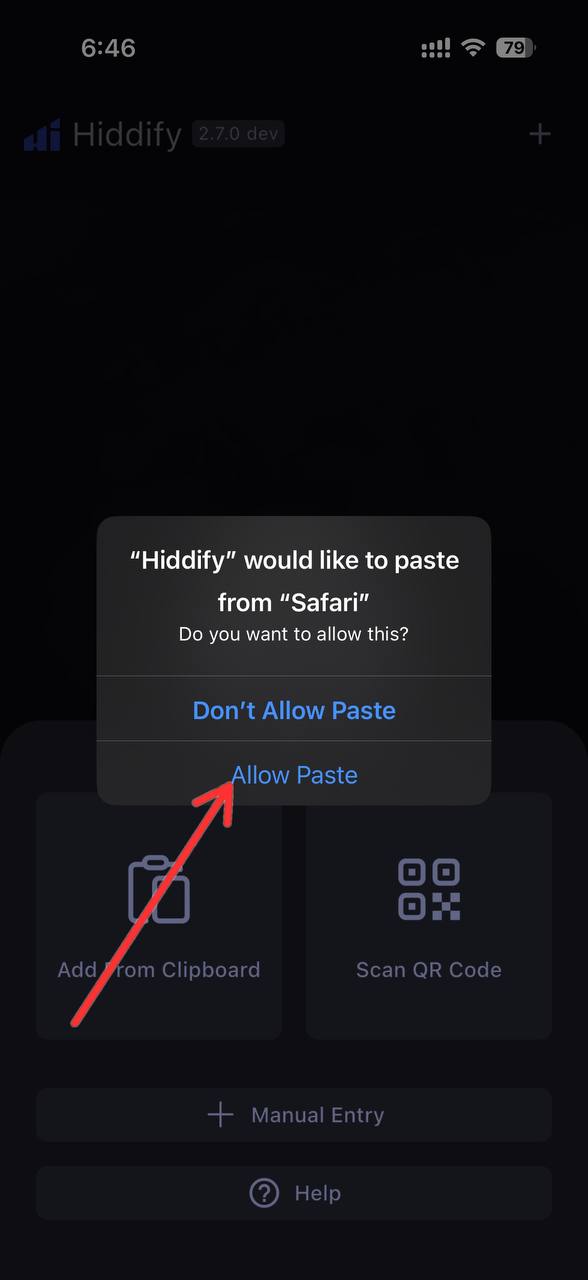 6:46
79
Hiddify 2.7.0 dev
“Hiddify” would like to paste
from “Safari”
Do you want to allow this?
Don’t Allow Paste
Allow Paste
Add From Clipboard
Scan QR Code
Manual Entry
Help